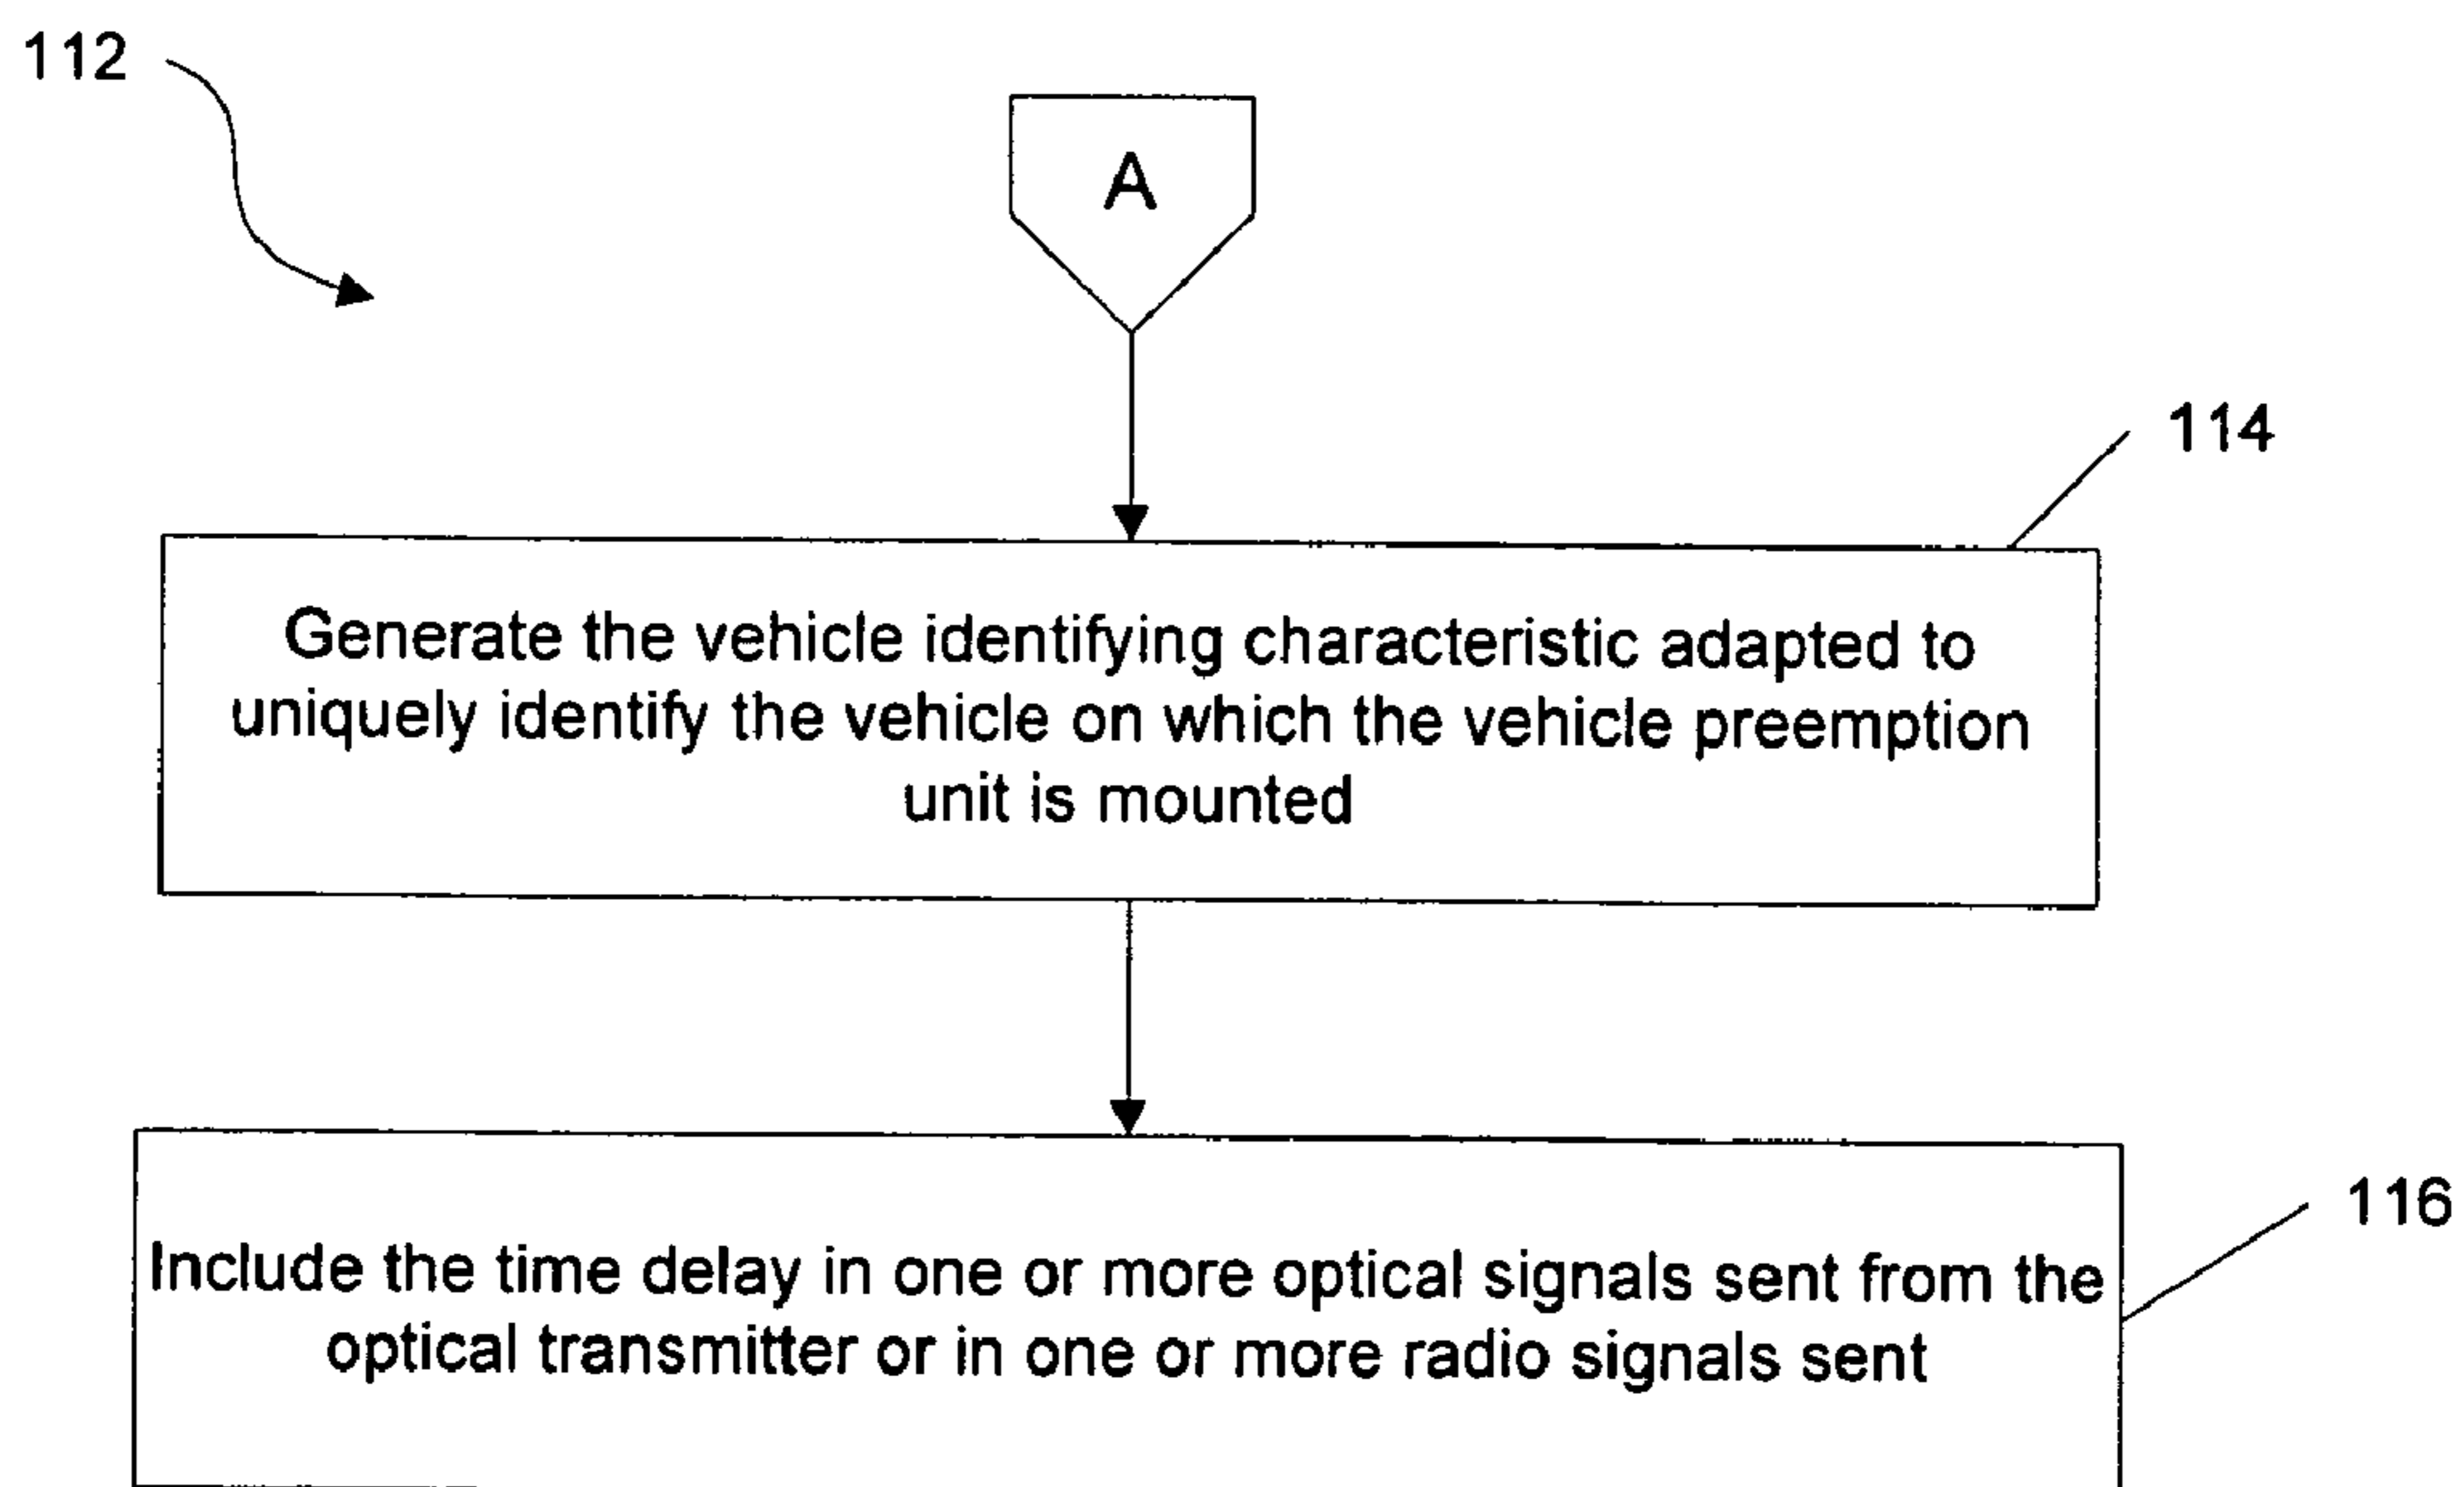 112
A
114
Generate the vehicle identifying characteristic adapted to
uniquely identify the vehicle on which the vehicle preemption
unit is mounted
116
Include the time delay in one or more optical signals sent from the
optical transmitter or in one or more radio signals sent